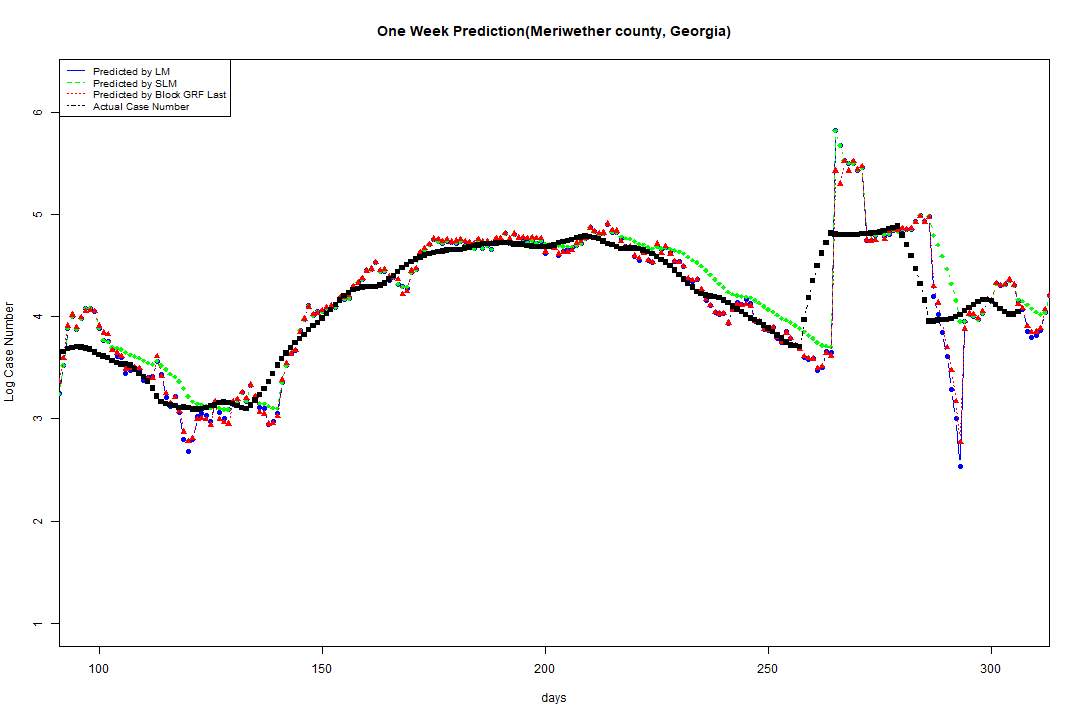 One Week Prediction(Meriwether county, Georgia)
Predicted by LM
Predicted by SLM
Predicted by Block GRF Last
Actual Case Number
6
5
4
3
2
1
Log Case Number
100 150 200 250 300
days